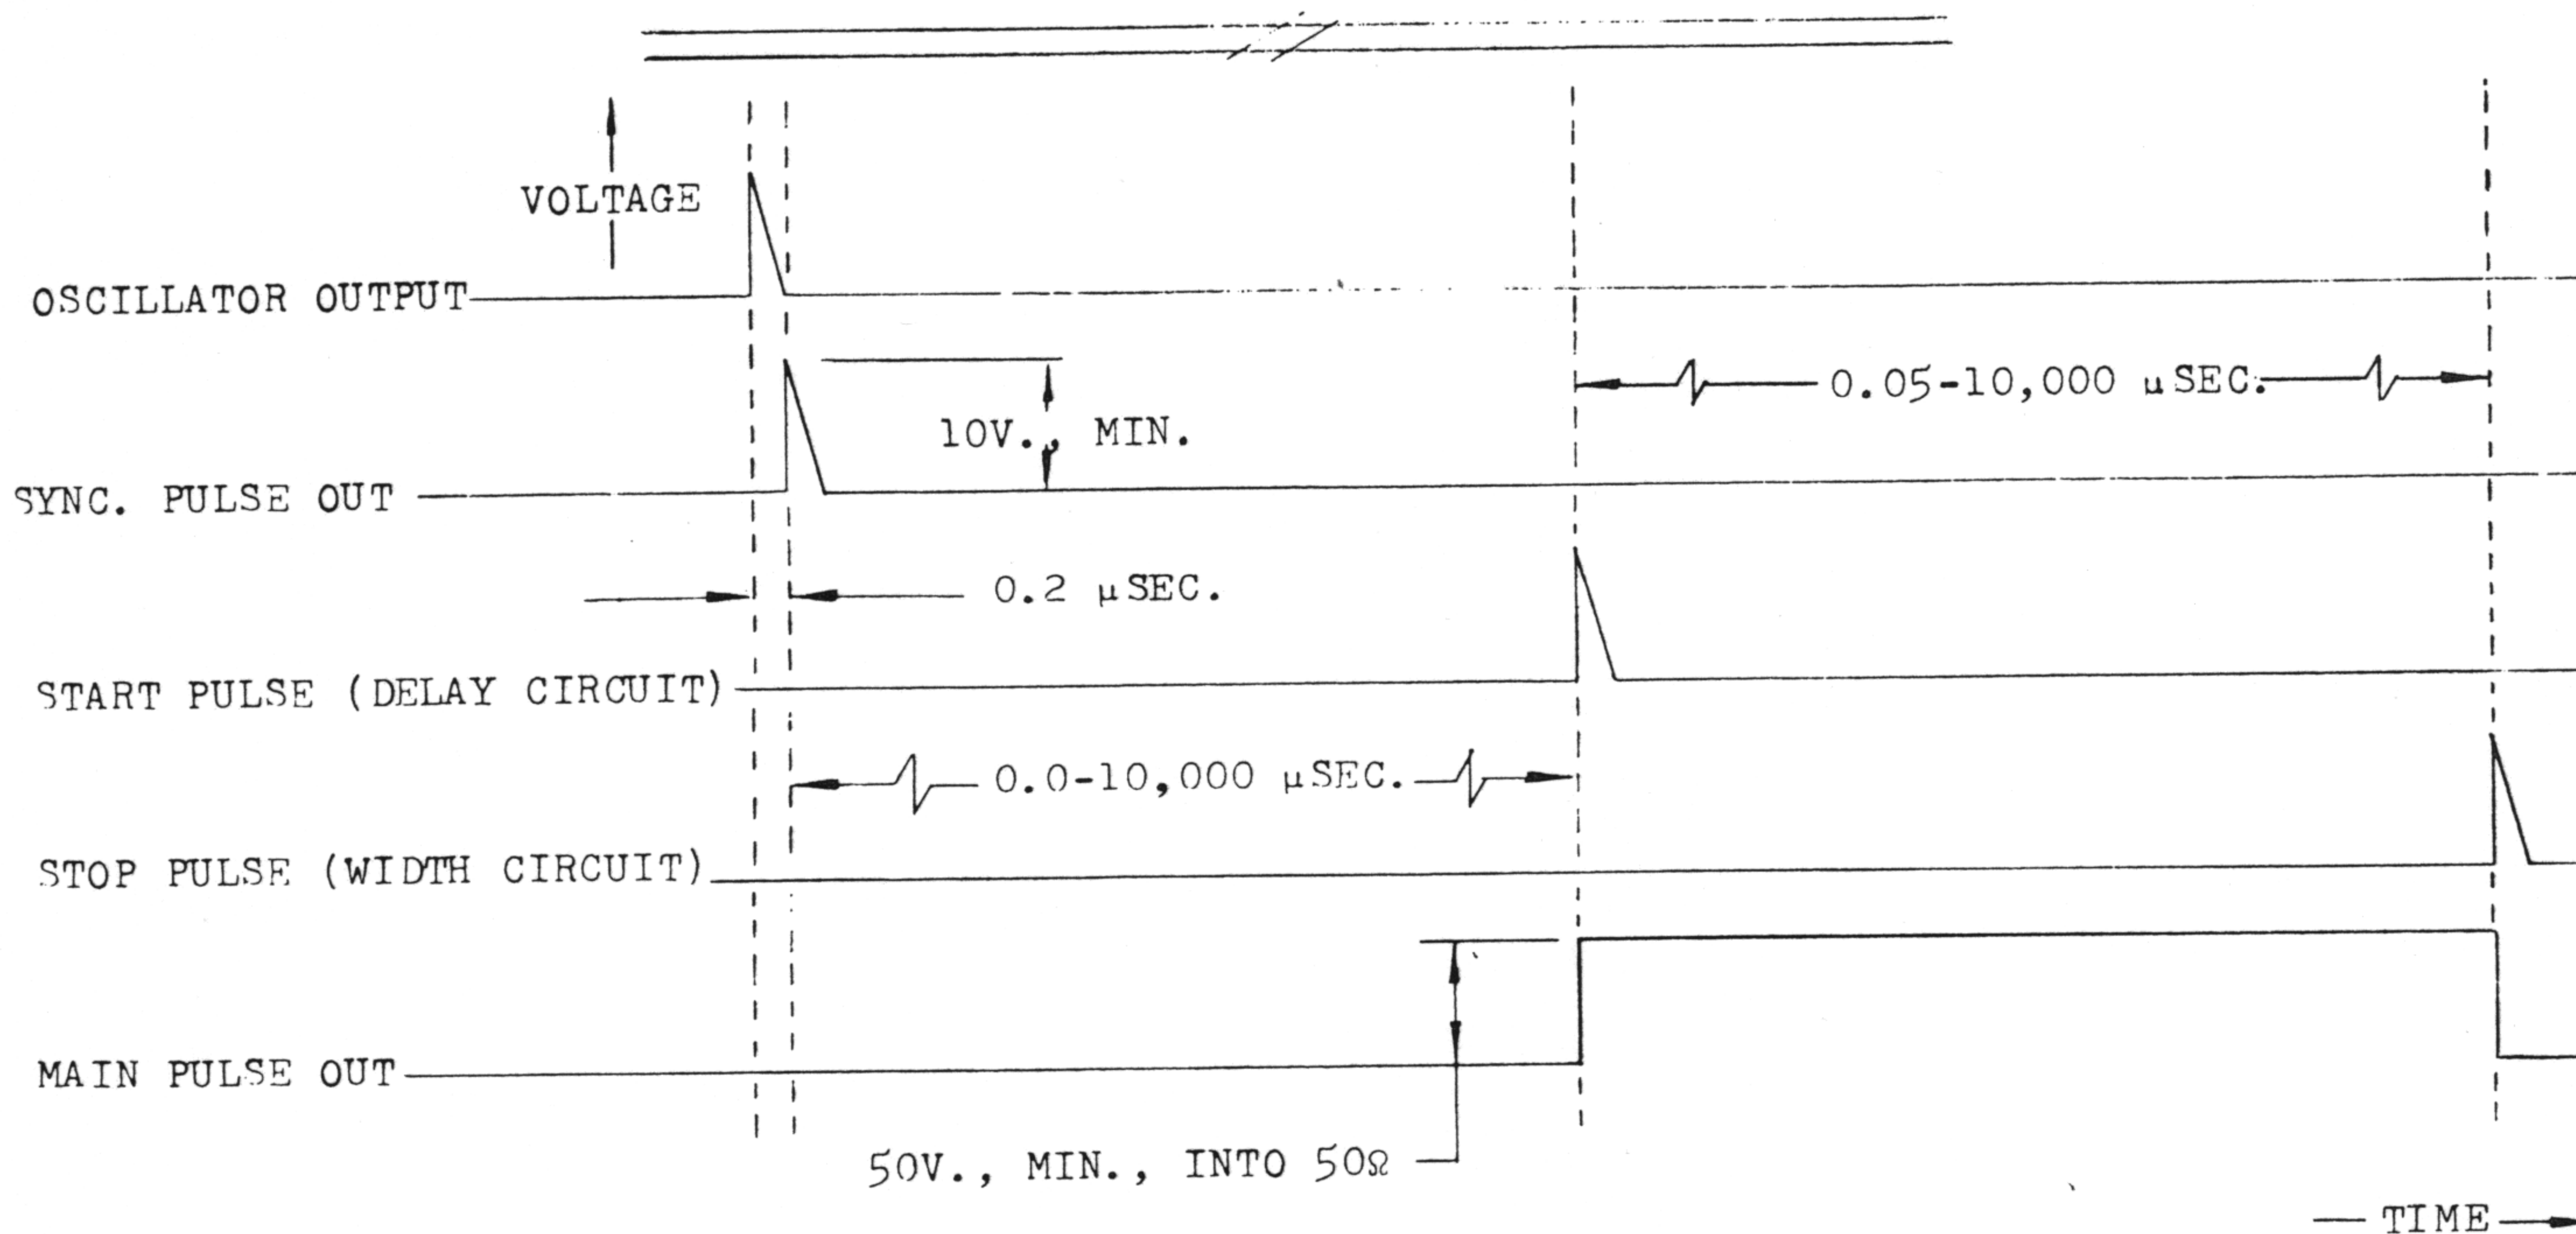 VOLTAGE
OSCILLATOR OUTPUT
0.05-10,000 µSEC.
10V., MIN.
SYNC. PULSE OUT
0.2 µSEC.
START PULSE (DELAY CIRCUIT)
0.0-10,000 µSEC.
STOP PULSE (WIDTH CIRCUIT)
MAIN PULSE OUT
50V., MIN., INTO 50Ω
TIME